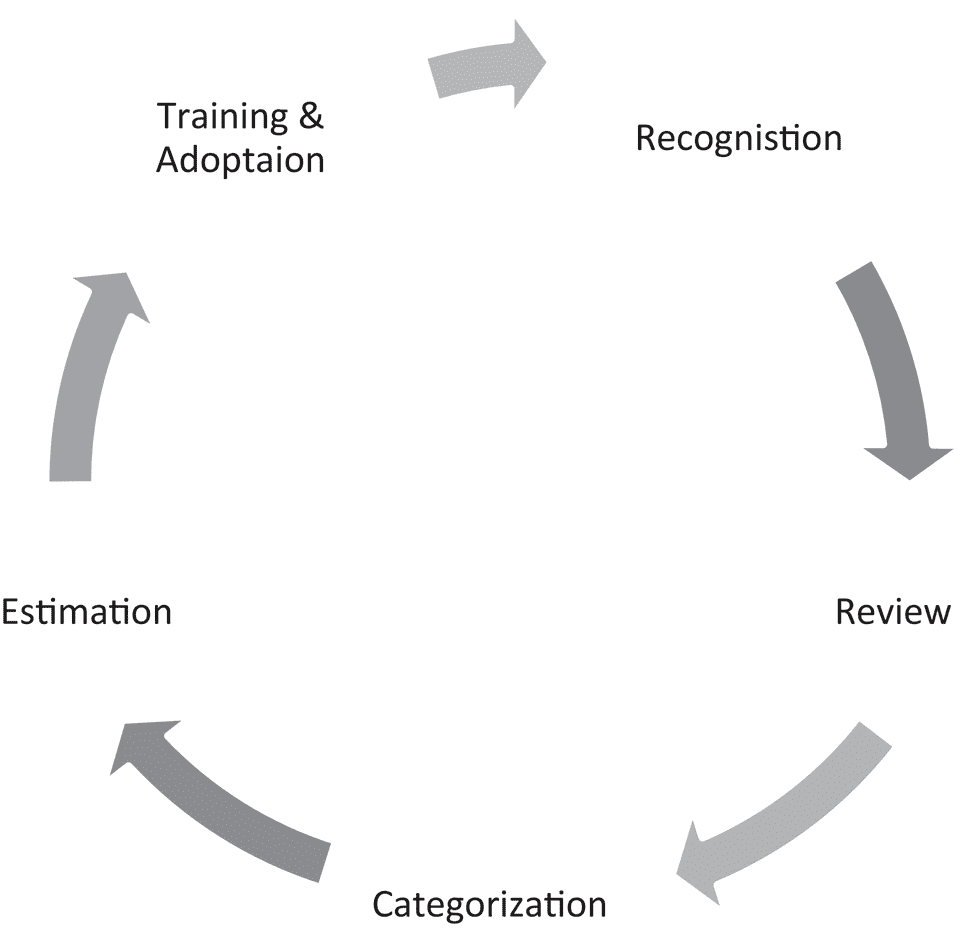 Training &
Adoptaion
Recognistion
Estimation
Review
Categorization